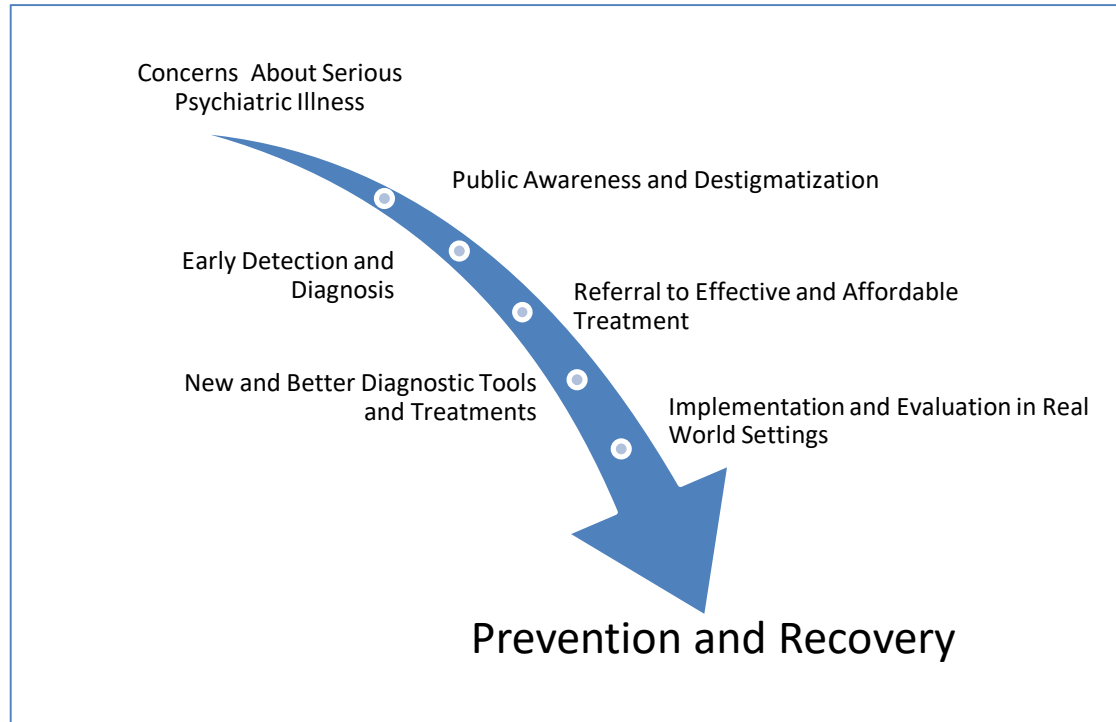 Concerns  About Serious
Psychiatric Illness
Public Awareness and Destigmatization
Early Detection and
Diagnosis
Referral to Effective and Affordable
Treatment
New and Better Diagnostic Tools
and Treatments
Implementation and Evaluation in Real
World Settings
Prevention and Recovery